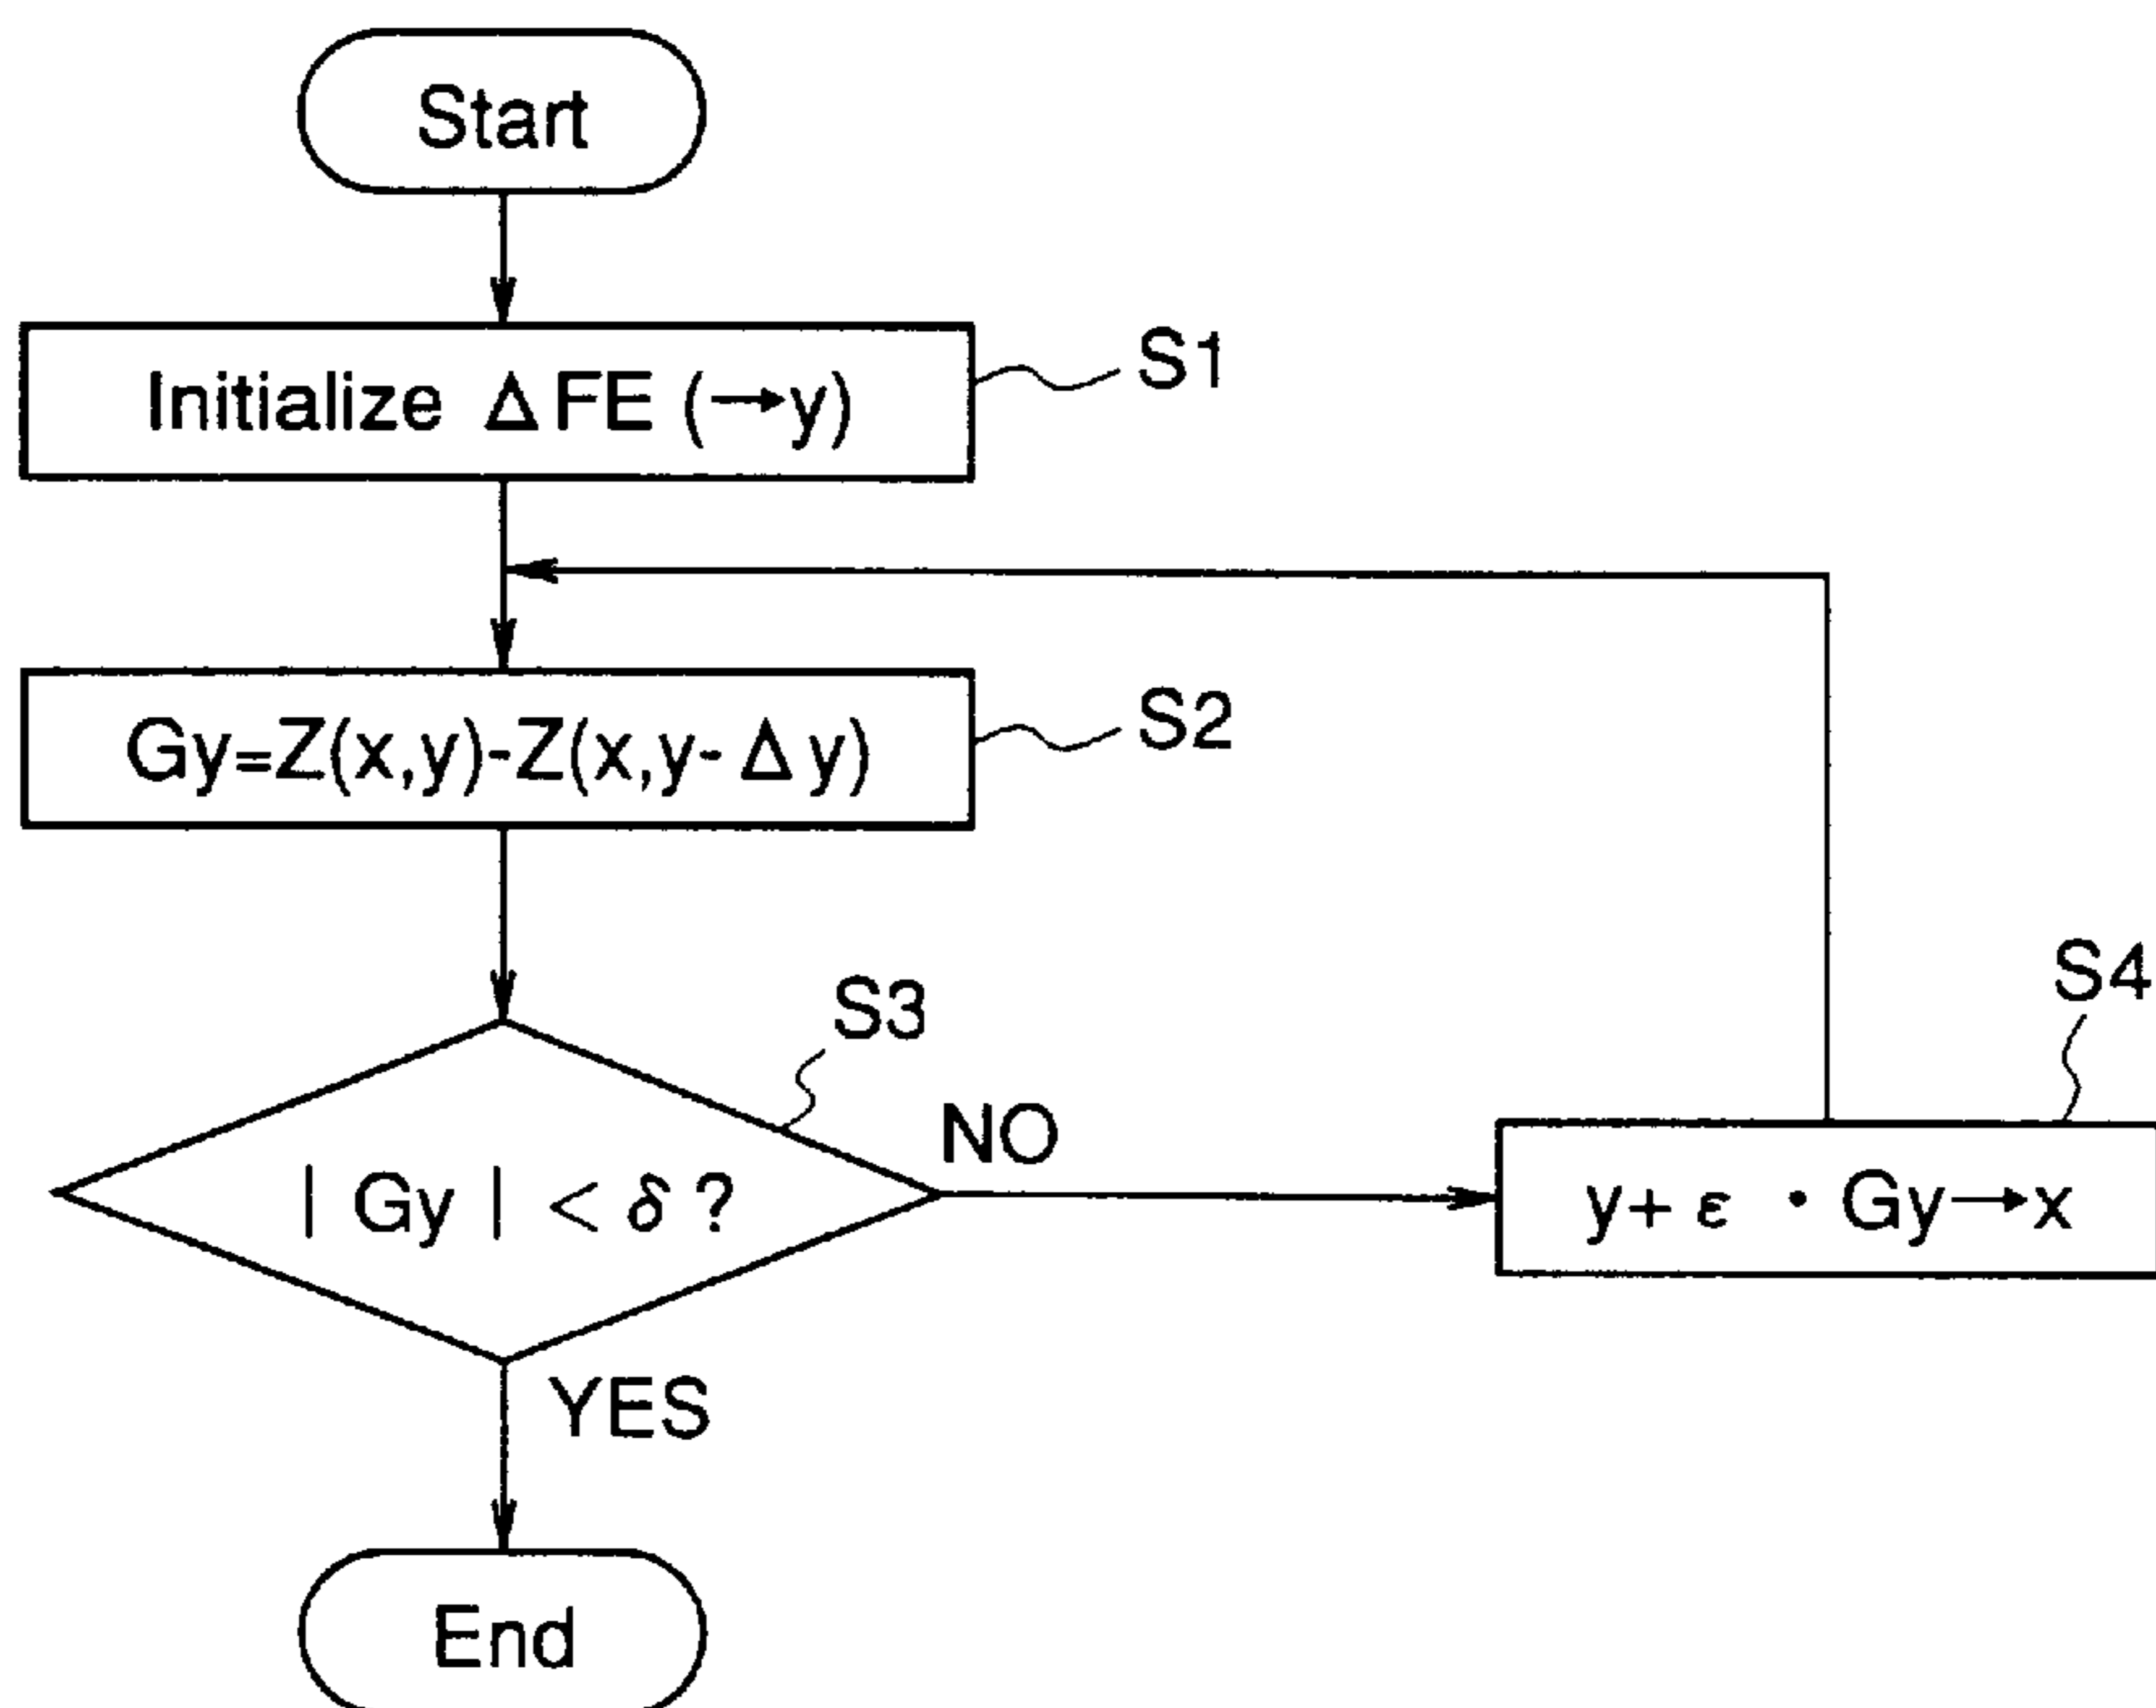 Start
Initialize ΔFE (→y)
S1
Gy=Z(x,y)-Z(x,y-Δy)
S2
S3
| Gy | < δ ?
NO
S4
y+ ε ・ Gy→x
YES
End